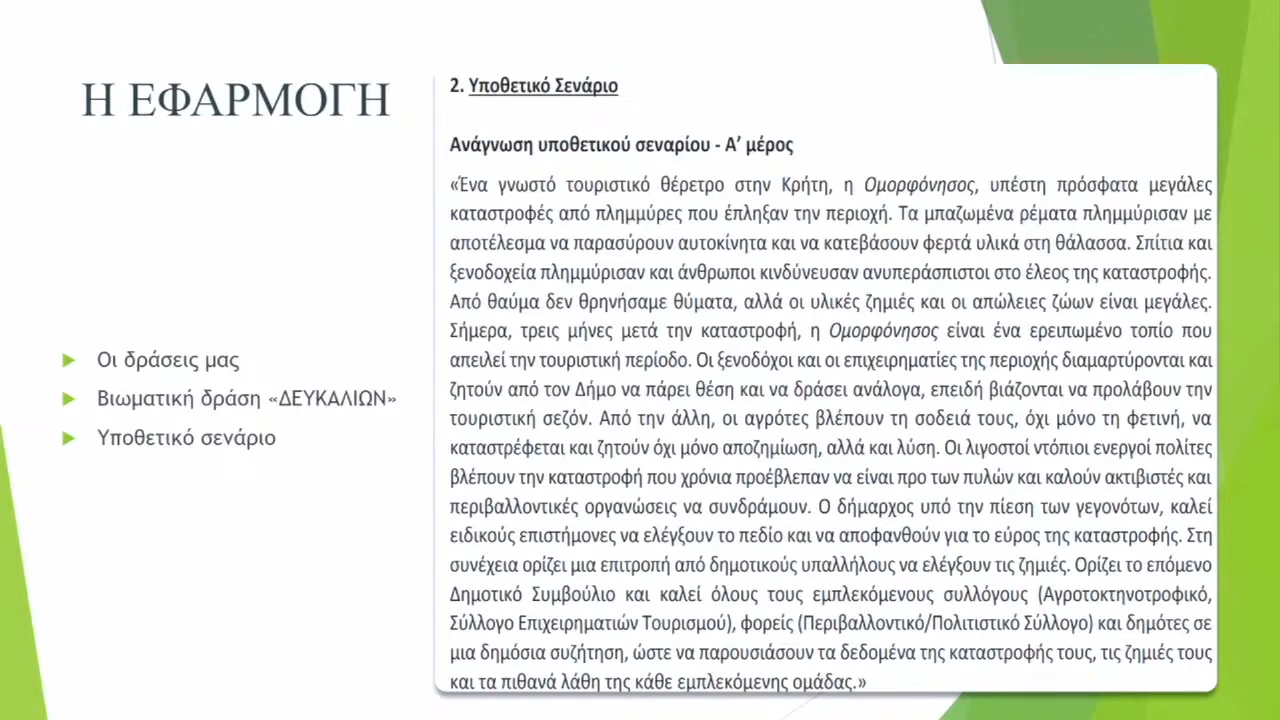 Η ΕΦΑΡΜΟΓΗ
Οι δράσεις μας
Βιωματική δράση «ΔΕΥΚΑΛΙΩΝ»
Υποθετικό σενάριο
2. Υποθετικό Σενάριο
Ανάγνωση υποθετικού σεναρίου - Α’ μέρος
«Ένα γνωστό τουριστικό θέρετρο στην Κρήτη, η Ομορφόνησος, υπέστη πρόσφατα μεγάλες
καταστροφές από πλημμύρες που έπληξαν την περιοχή. Τα μπαζωμένα ρέματα πλημμύρισαν με
αποτέλεσμα να παρασύρουν αυτοκίνητα και να κατεβάσουν φερτά υλικά στη θάλασσα. Σπίτια και
ξενοδοχεία πλημμύρισαν και άνθρωποι κινδύνευσαν ανυπεράσπιστοι στο έλεος της καταστροφής.
Από θαύμα δεν θρηνήσαμε θύματα, αλλά οι υλικές ζημιές και οι απώλειες ζώων είναι μεγάλες.
Σήμερα, τρεις μήνες μετά την καταστροφή, η Ομορφόνησος είναι ένα ερειπωμένο τοπίο που
απειλεί την τουριστική περίοδο. Οι ξενοδόχοι και οι επιχειρηματίες της περιοχής διαμαρτύρονται και
ζητούν από τον Δήμο να πάρει θέση και να δράσει ανάλογα, επειδή βιάζονται να προλάβουν την
τουριστική σεζόν. Από την άλλη, οι αγρότες βλέπουν τη σοδειά τους, όχι μόνο τη φετινή, να
καταστρέφεται και ζητούν όχι μόνο αποζημίωση, αλλά και λύση. Οι λιγοστοί ντόπιοι ενεργοί πολίτες
βλέπουν την καταστροφή που χρόνια προέβλεπαν να είναι προ των πυλών και καλούν ακτιβιστές και
περιβαλλοντικές οργανώσεις να συνδράμουν. Ο δήμαρχος υπό την πίεση των γεγονότων, καλεί
ειδικούς επιστήμονες να ελέγξουν το πεδίο και να αποφανθούν για το εύρος της καταστροφής. Στη
συνέχεια ορίζει μια επιτροπή από δημοτικούς υπαλλήλους να ελέγξουν τις ζημιές. Ορίζει το επόμενο
Δημοτικό Συμβούλιο και καλεί όλους τους εμπλεκόμενους συλλόγους (Αγροτοκτηνοτροφικό,
Σύλλογο Επιχειρηματιών Τουρισμού), φορείς (Περιβαλλοντικό/Πολιτιστικό Σύλλογο) και δημότες σε
μια δημόσια συζήτηση, ώστε να παρουσιάσουν τα δεδομένα της καταστροφής τους, τις ζημιές τους
και τα πιθανά λάθη της κάθε εμπλεκόμενης ομάδας.»